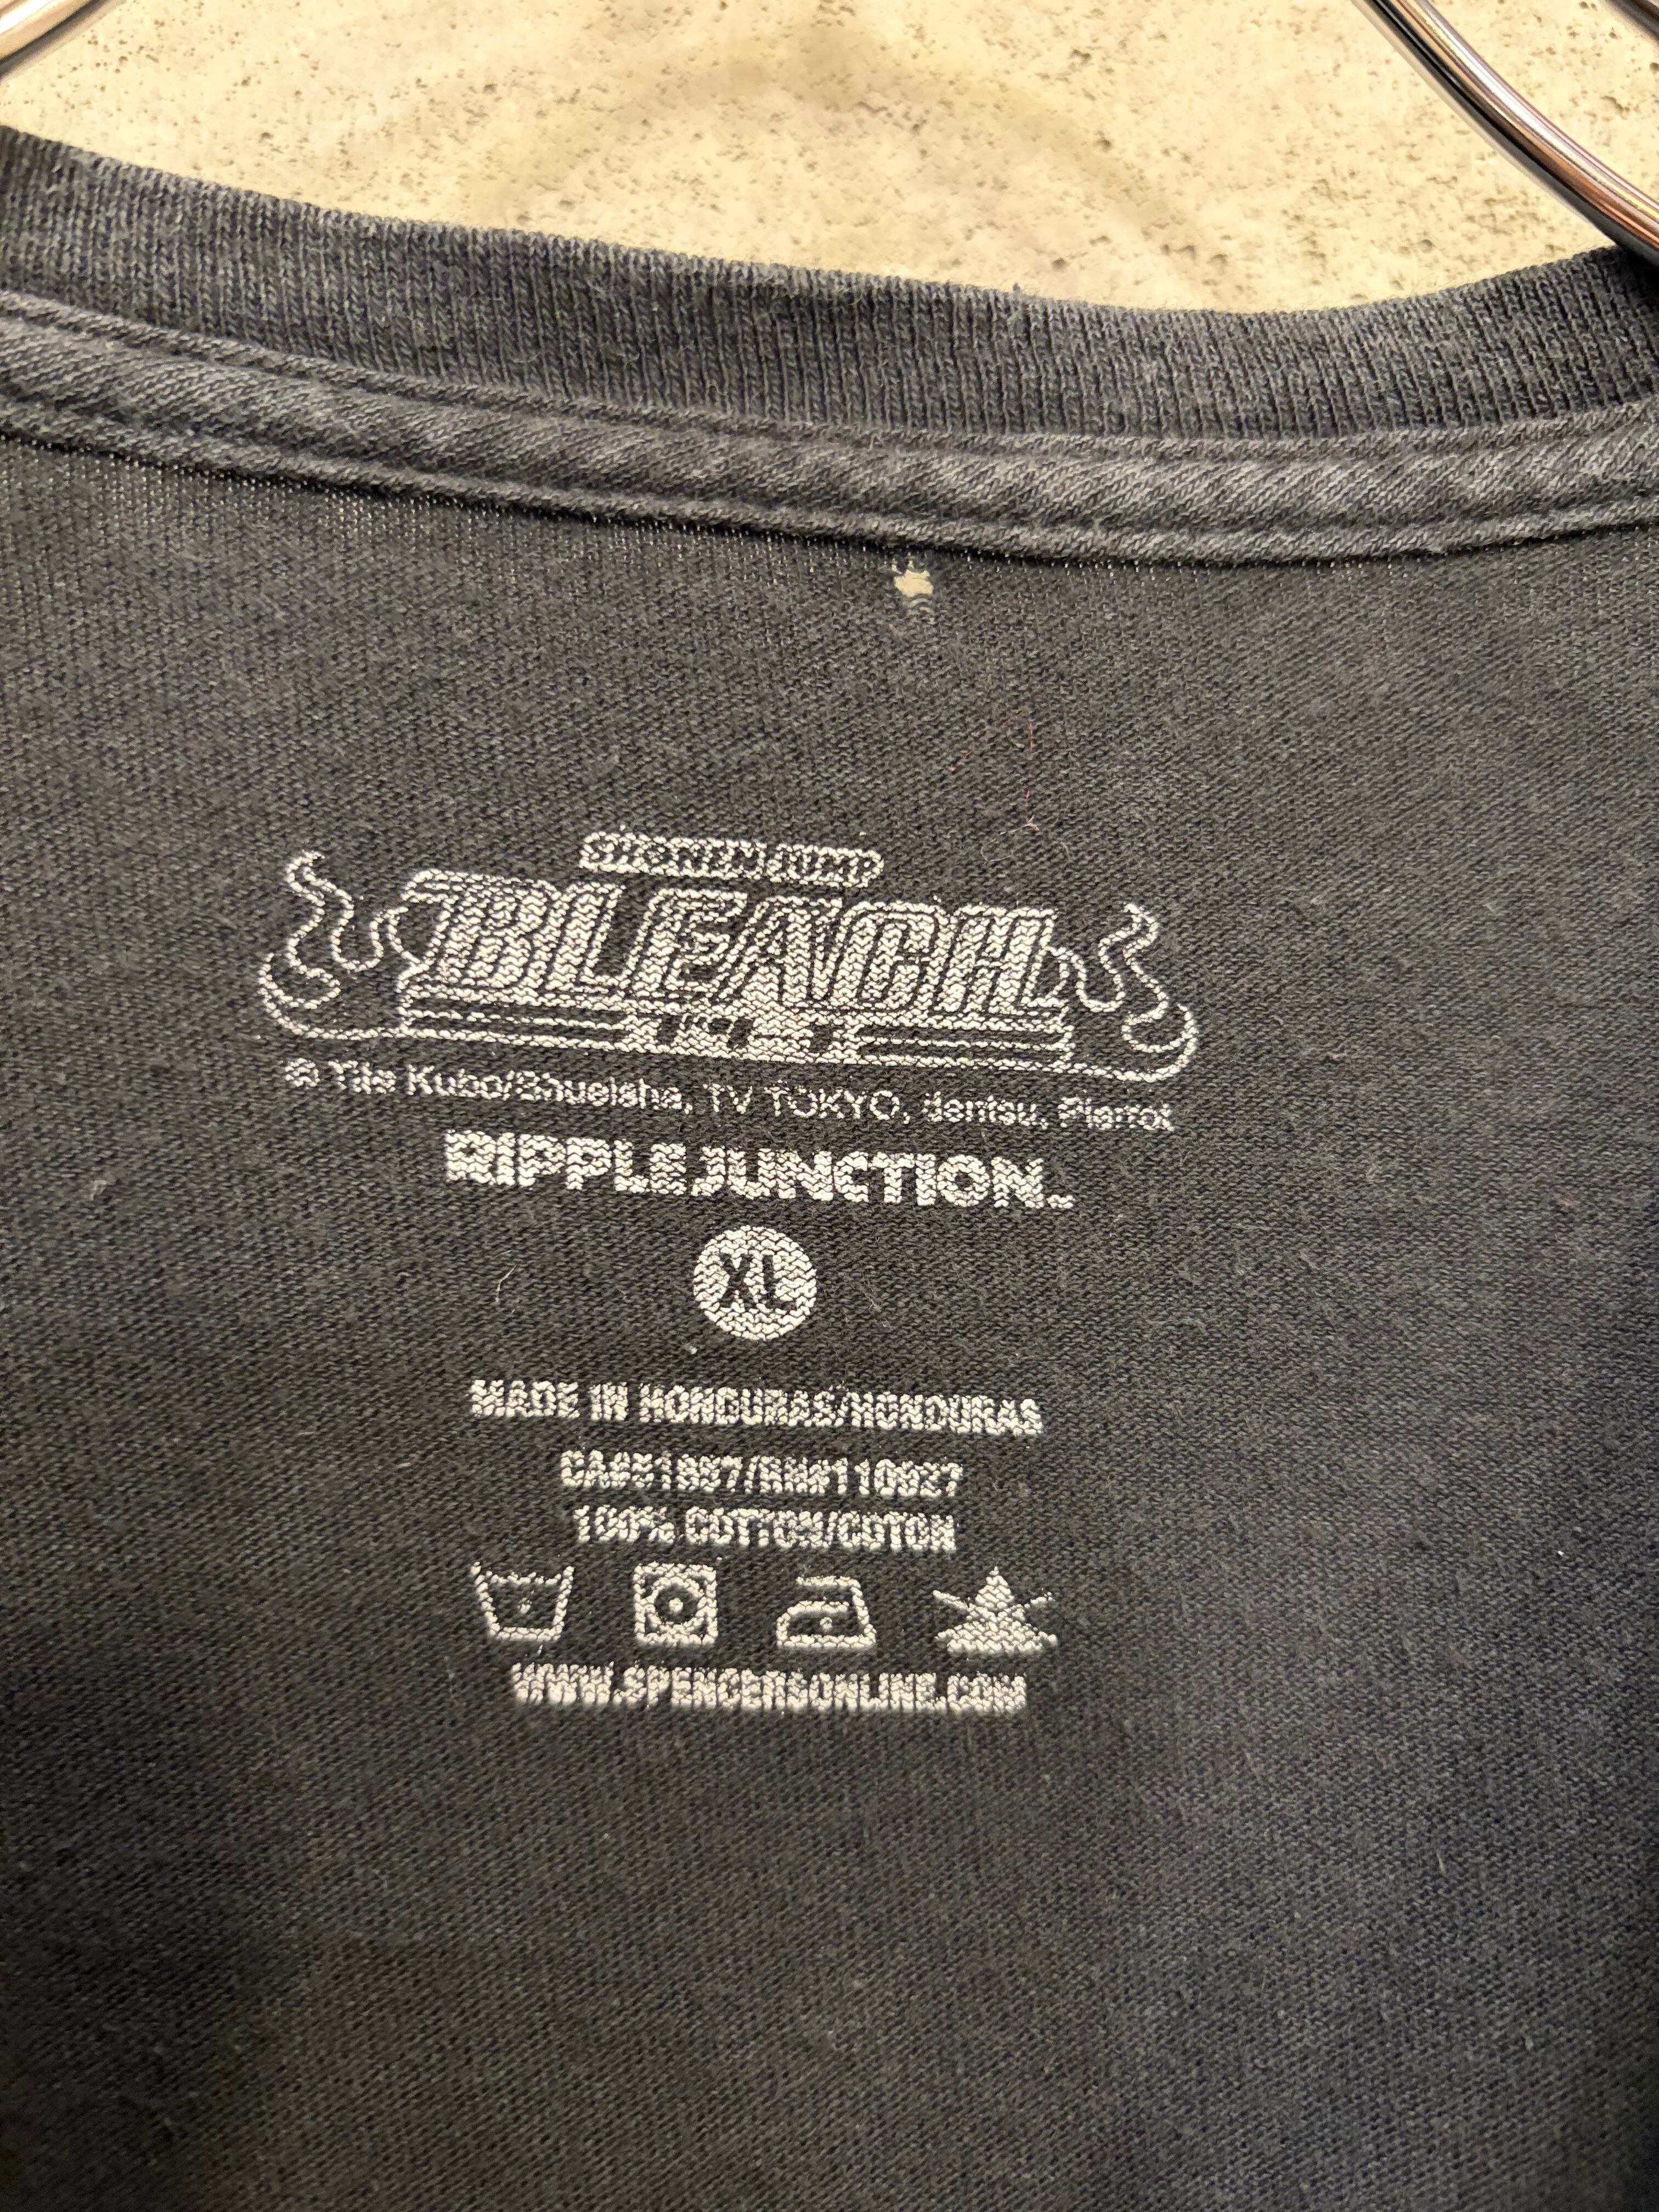 SHONEN JUMP
BLEACH
© Tite Kubo/Shueisha, TV TOKYO, dentsu, Pierrot
RIPPLE JUNCTION
XL
MADE IN HONDURAS/HONDURAS
100% COTTON/COTON
WWW.SPENCERSONLINE.COM